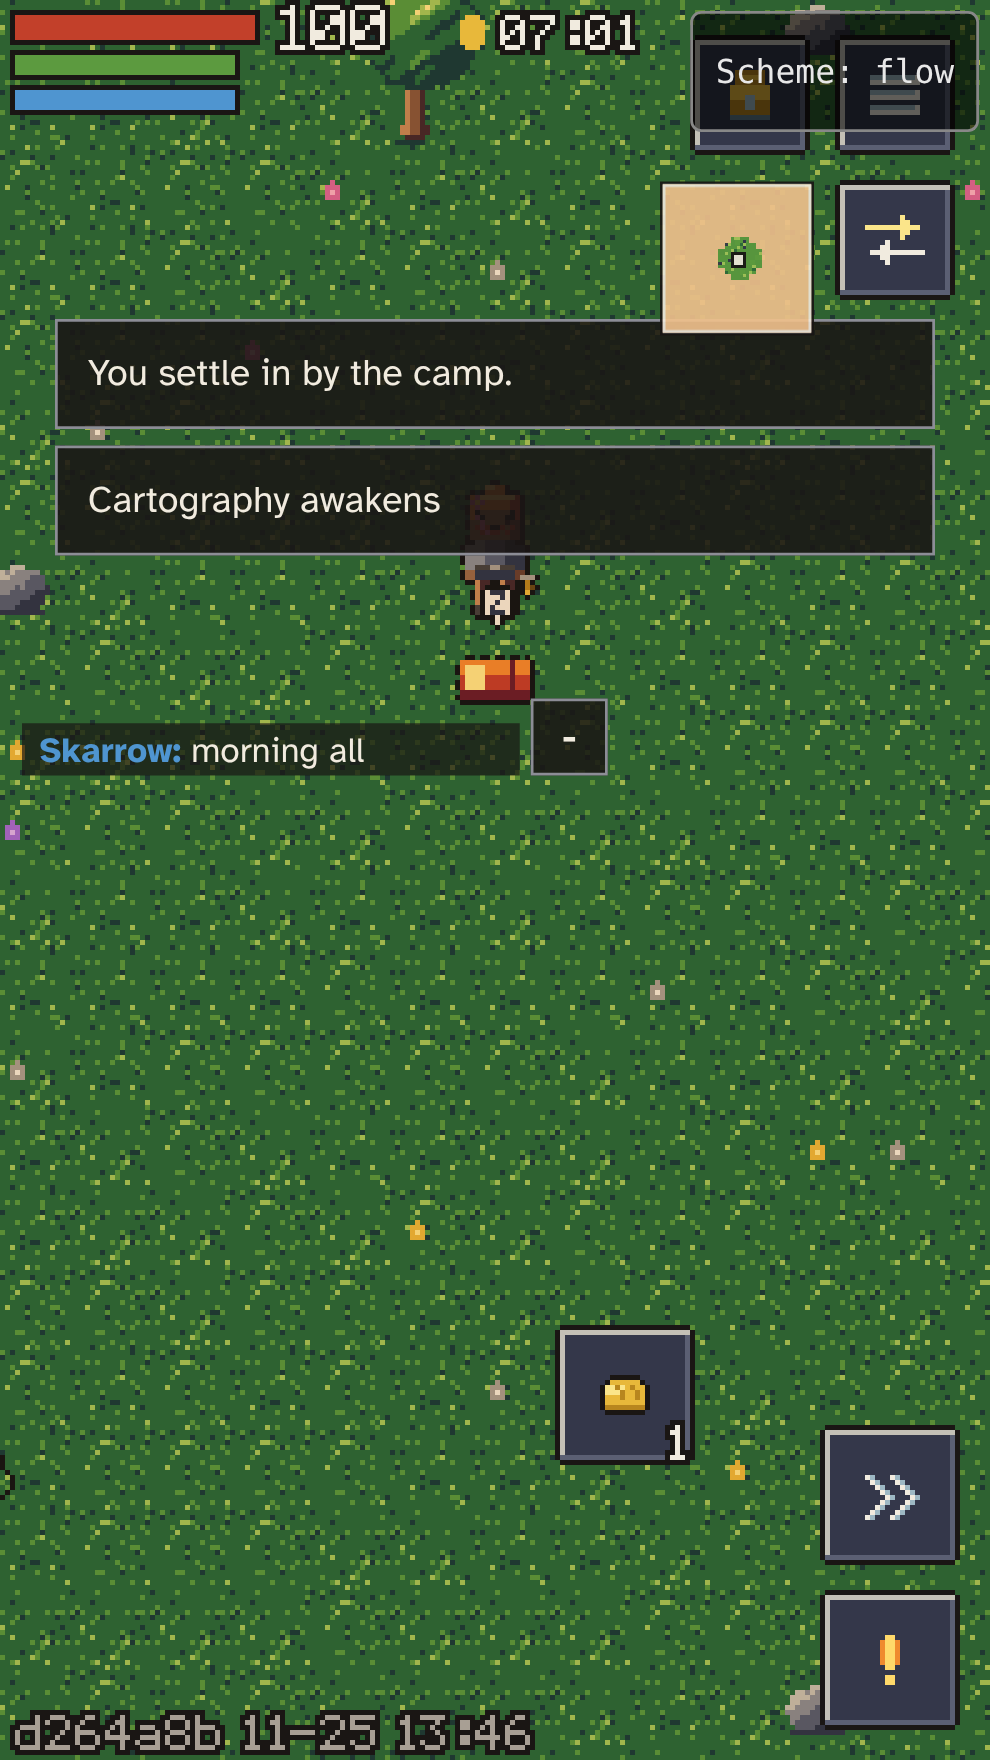 100 07:01
Scheme: flow
You settle in by the camp.
Cartography awakens
Z
Skarrow: morning all
-
1
d264a8b 11-25 13:46